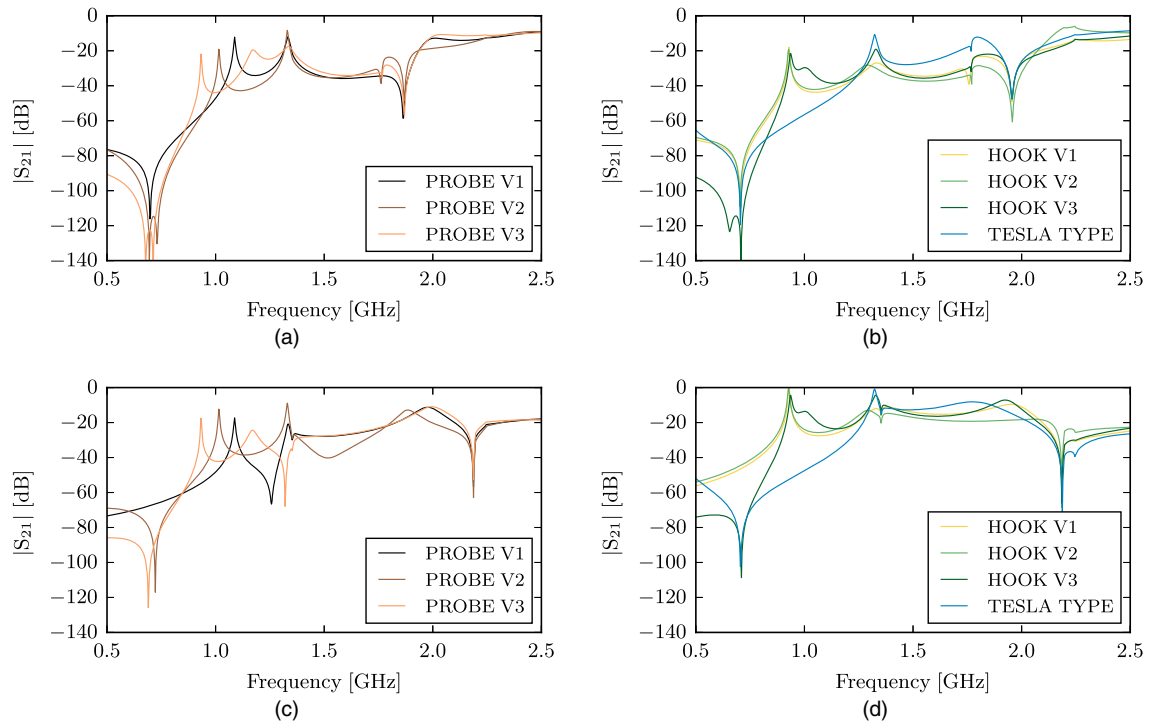 0
−20
−40
−60
−80
−100
−120
−140
|S21| [dB]
PROBE V1
PROBE V2
PROBE V3
0.5 1.0 1.5 2.0 2.5
Frequency [GHz]
(a)
0
−20
−40
−60
−80
−100
−120
−140
|S21| [dB]
HOOK V1
HOOK V2
HOOK V3
TESLA TYPE
0.5 1.0 1.5 2.0 2.5
Frequency [GHz]
(b)
0
−20
−40
−60
−80
−100
−120
−140
|S21| [dB]
PROBE V1
PROBE V2
PROBE V3
0.5 1.0 1.5 2.0 2.5
Frequency [GHz]
(c)
0
−20
−40
−60
−80
−100
−120
−140
|S21| [dB]
HOOK V1
HOOK V2
HOOK V3
TESLA TYPE
0.5 1.0 1.5 2.0 2.5
Frequency [GHz]
(d)